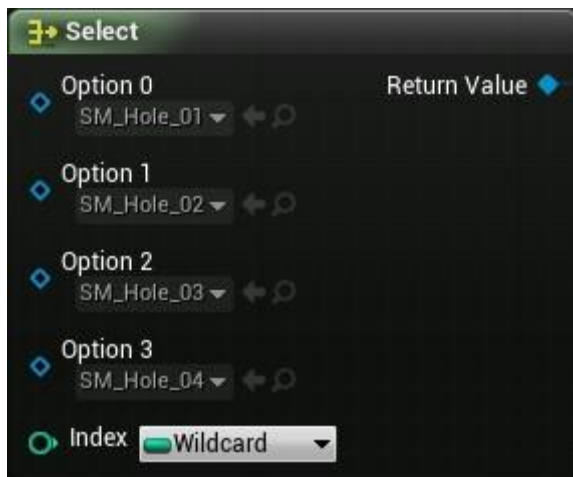 Select
Option 0
Return Value
SM_Hole_01
Option 1
SM_Hole_02
Option 2
SM_Hole_03
Option 3
SM_Hole_04
Index
Wildcard